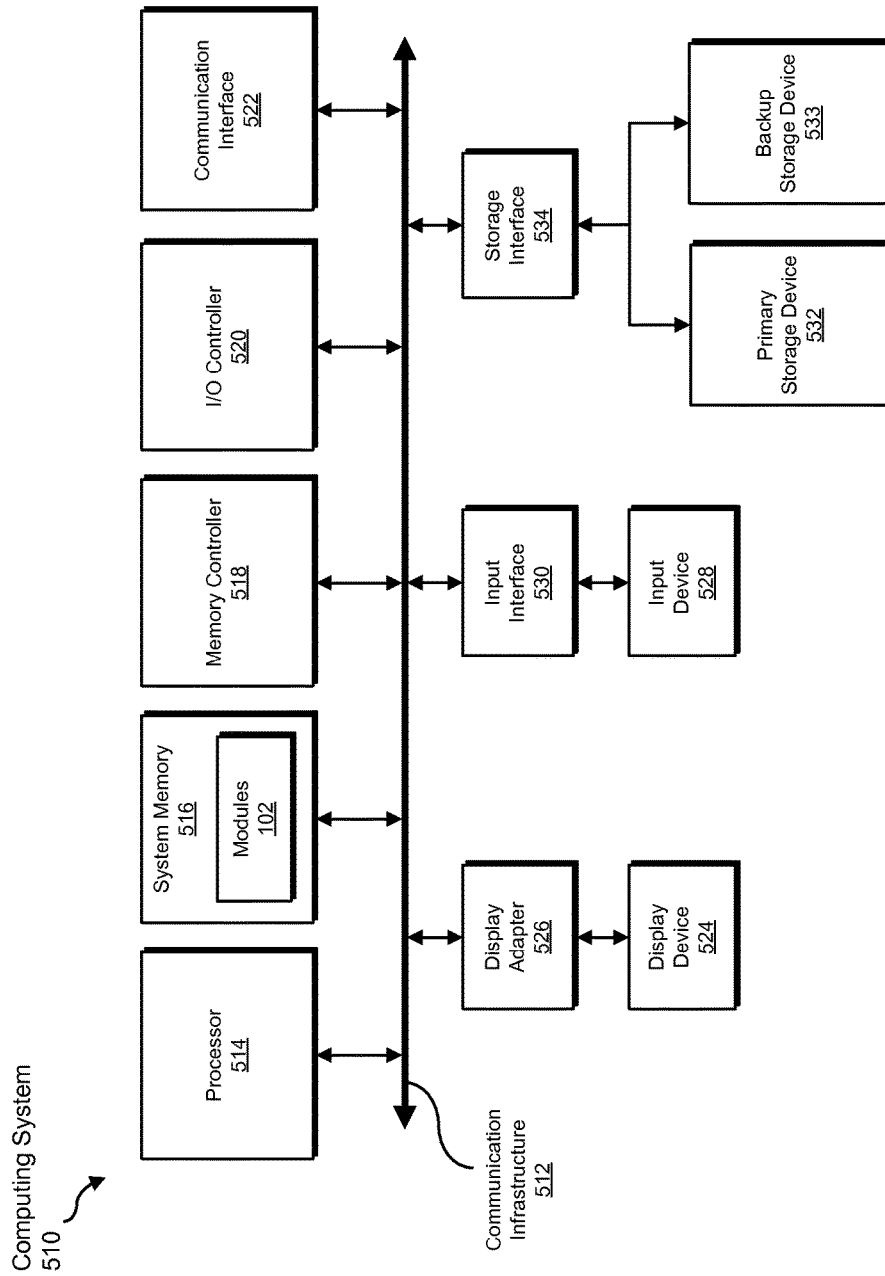 Computing System
510
Processor
514
System Memory
516
Modules
102
Memory Controller
518
I/O Controller
520
Communication
Interface
522
Communication
Infrastructure
512
Display
Adapter
526
Input
Interface
530
Storage
Interface
534
Display
Device
524
Input
Device
528
Primary
Storage Device
532
Backup
Storage Device
533